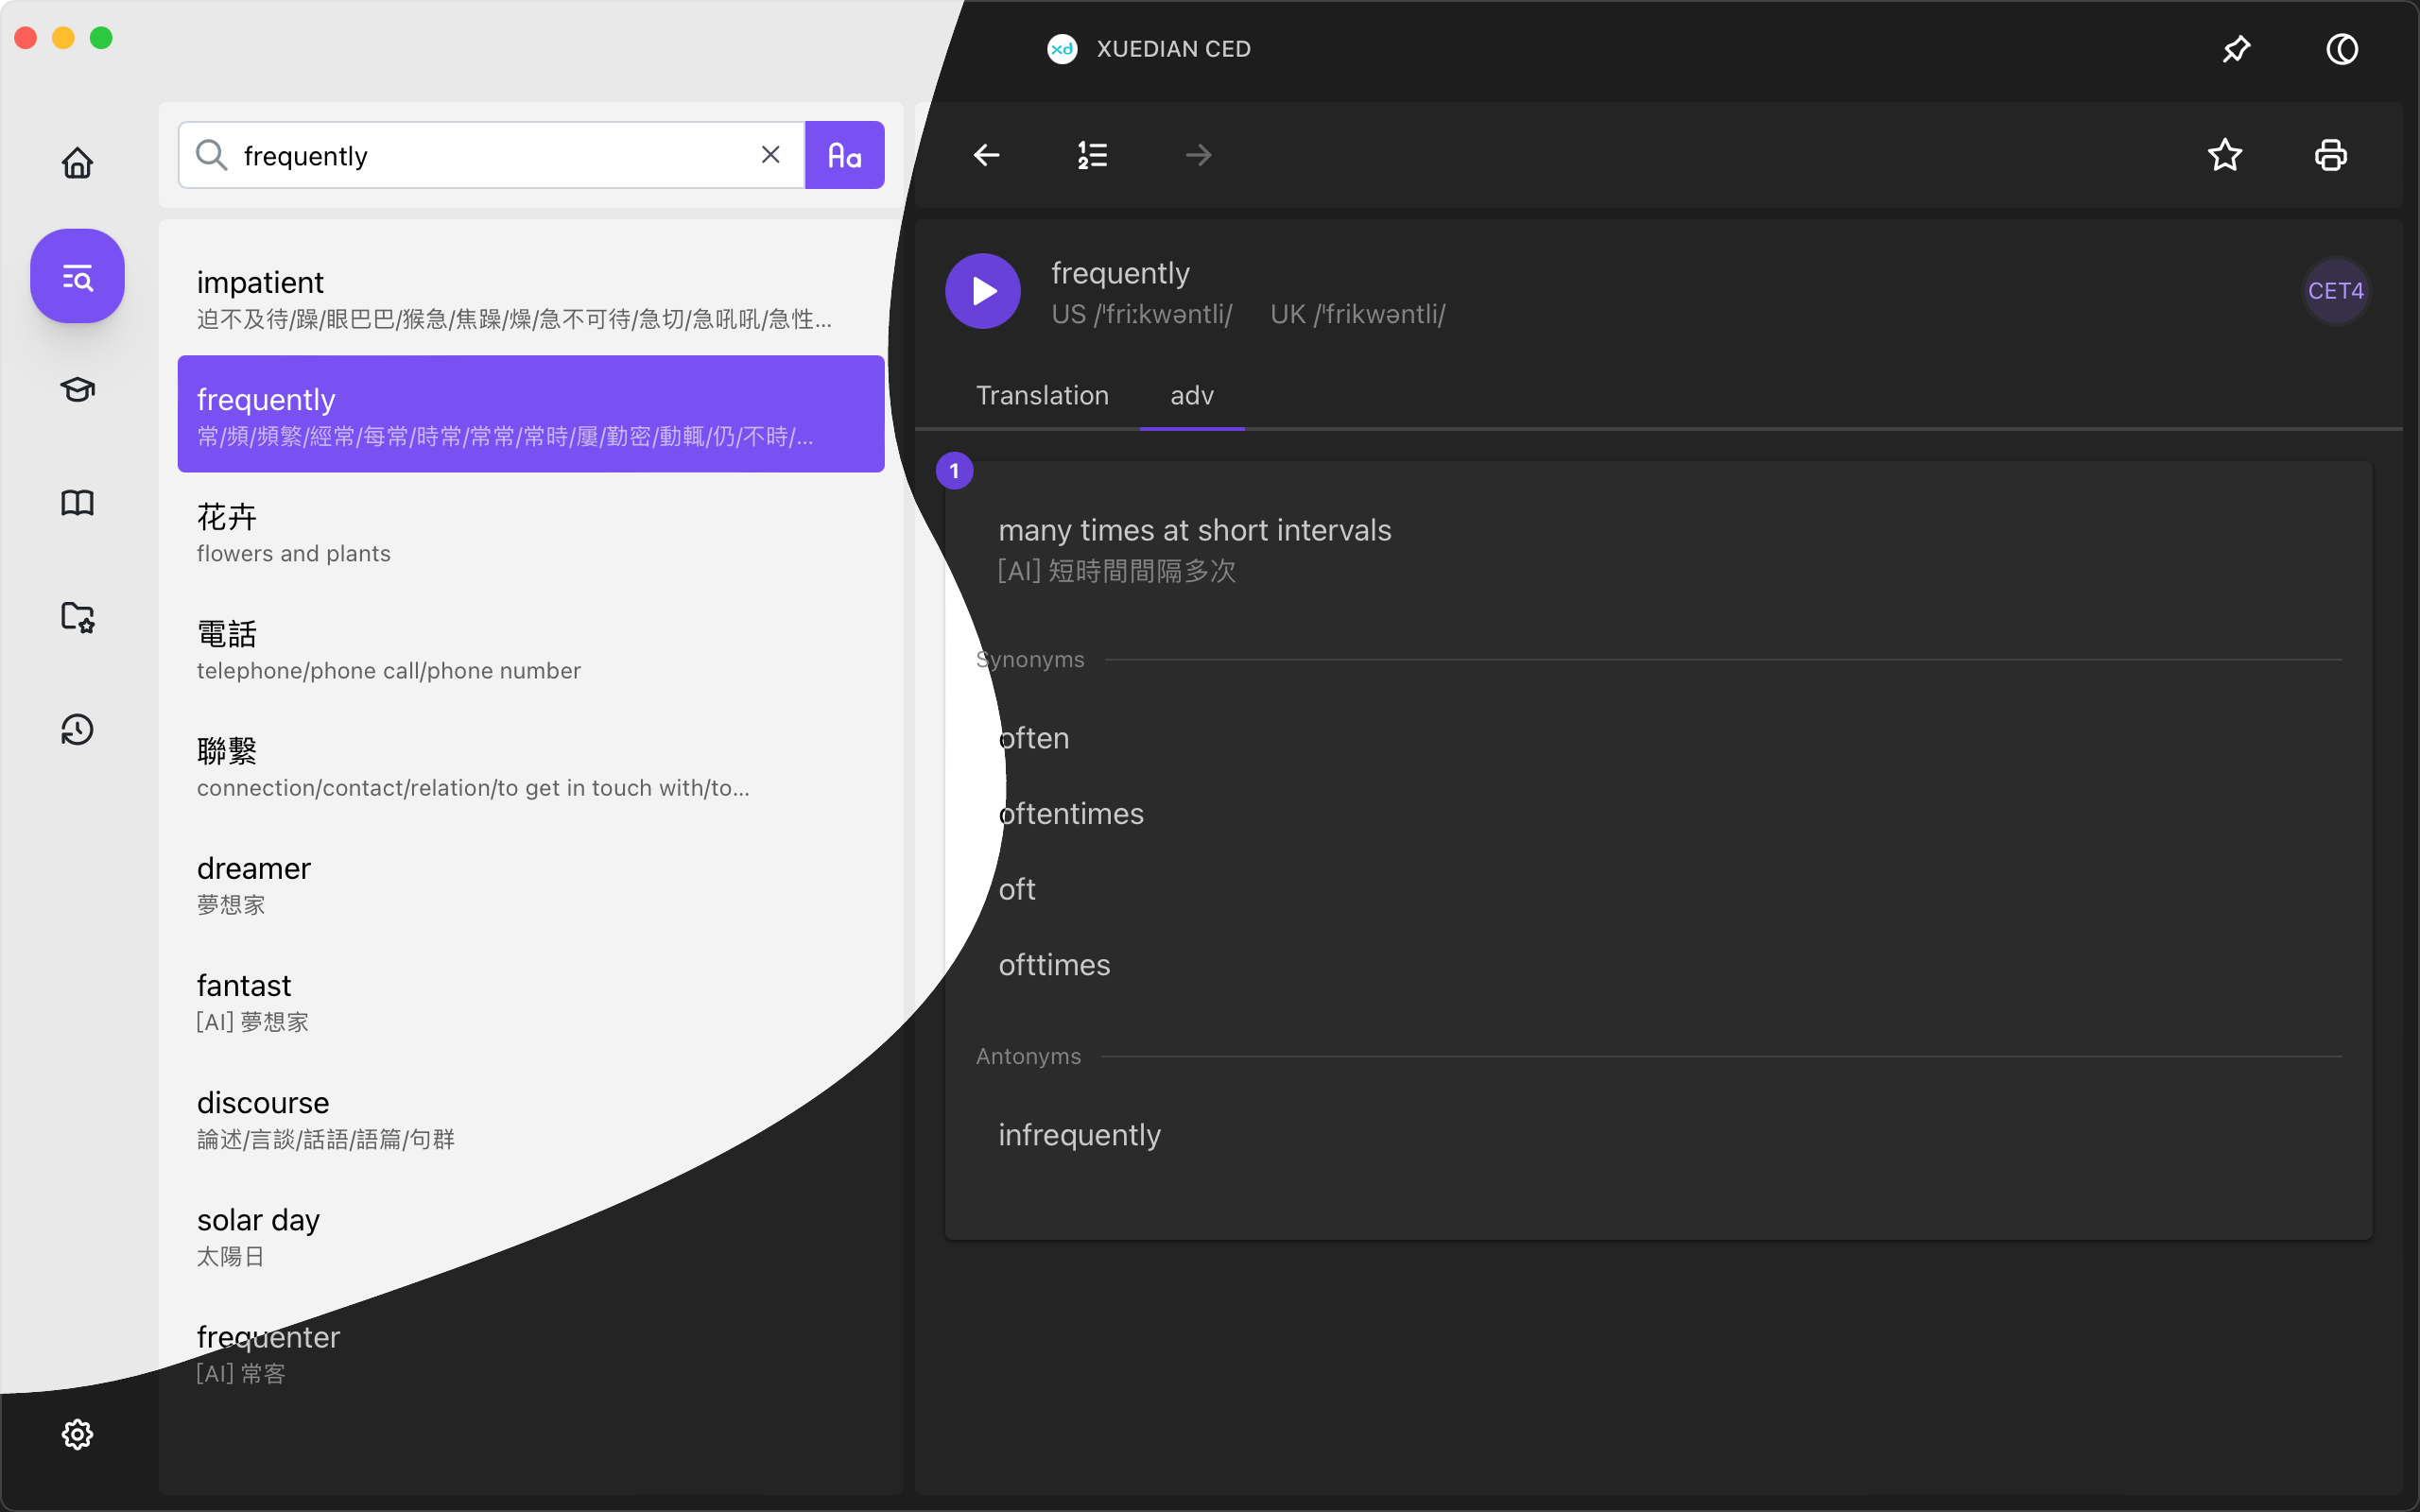 xd XUEDIAN CED
frequently
Aa
impatient
迫不及待/躁/眼巴巴/猴急/焦躁/燥/急不可待/急切/急吼吼/急性...
frequently
常/頻/頻繁/經常/每常/時常/常常/常時/屢/勤密/動輒/仍/不時/...
花卉
flowers and plants
電話
telephone/phone call/phone number
聯繫
connection/contact/relation/to get in touch with/to...
dreamer
夢想家
fantast
[AI] 夢想家
discourse
論述/言談/話語/語篇/句群
solar day
太陽日
frequenter
[AI] 常客
frequently
US /'friːkwəntli/ UK /'frikwəntli/
CET4
Translation adv
1
many times at short intervals
[AI] 短時間間隔多次
Synonyms
often
oftentimes
oft
ofttimes
Antonyms
infrequently